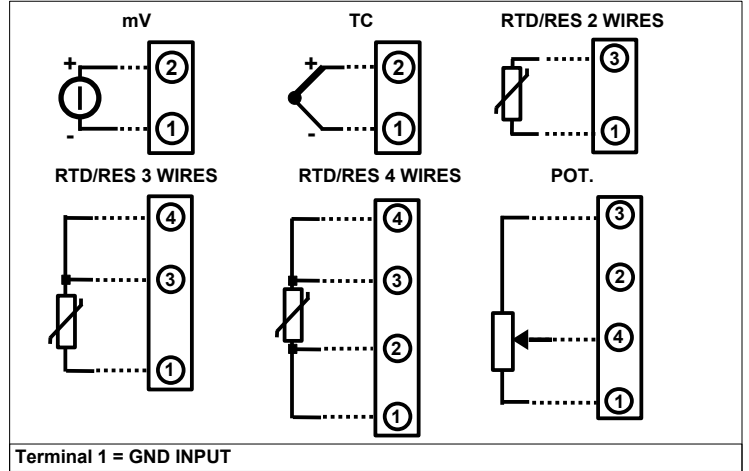 mV TC RTD/RES 2 WIRES
+ 2 + 2 3
- 1 - 1 1
RTD/RES 3 WIRES RTD/RES 4 WIRES POT.
4 4 3
3 3 2
2 4
1 1 1
Terminal 1 = GND INPUT